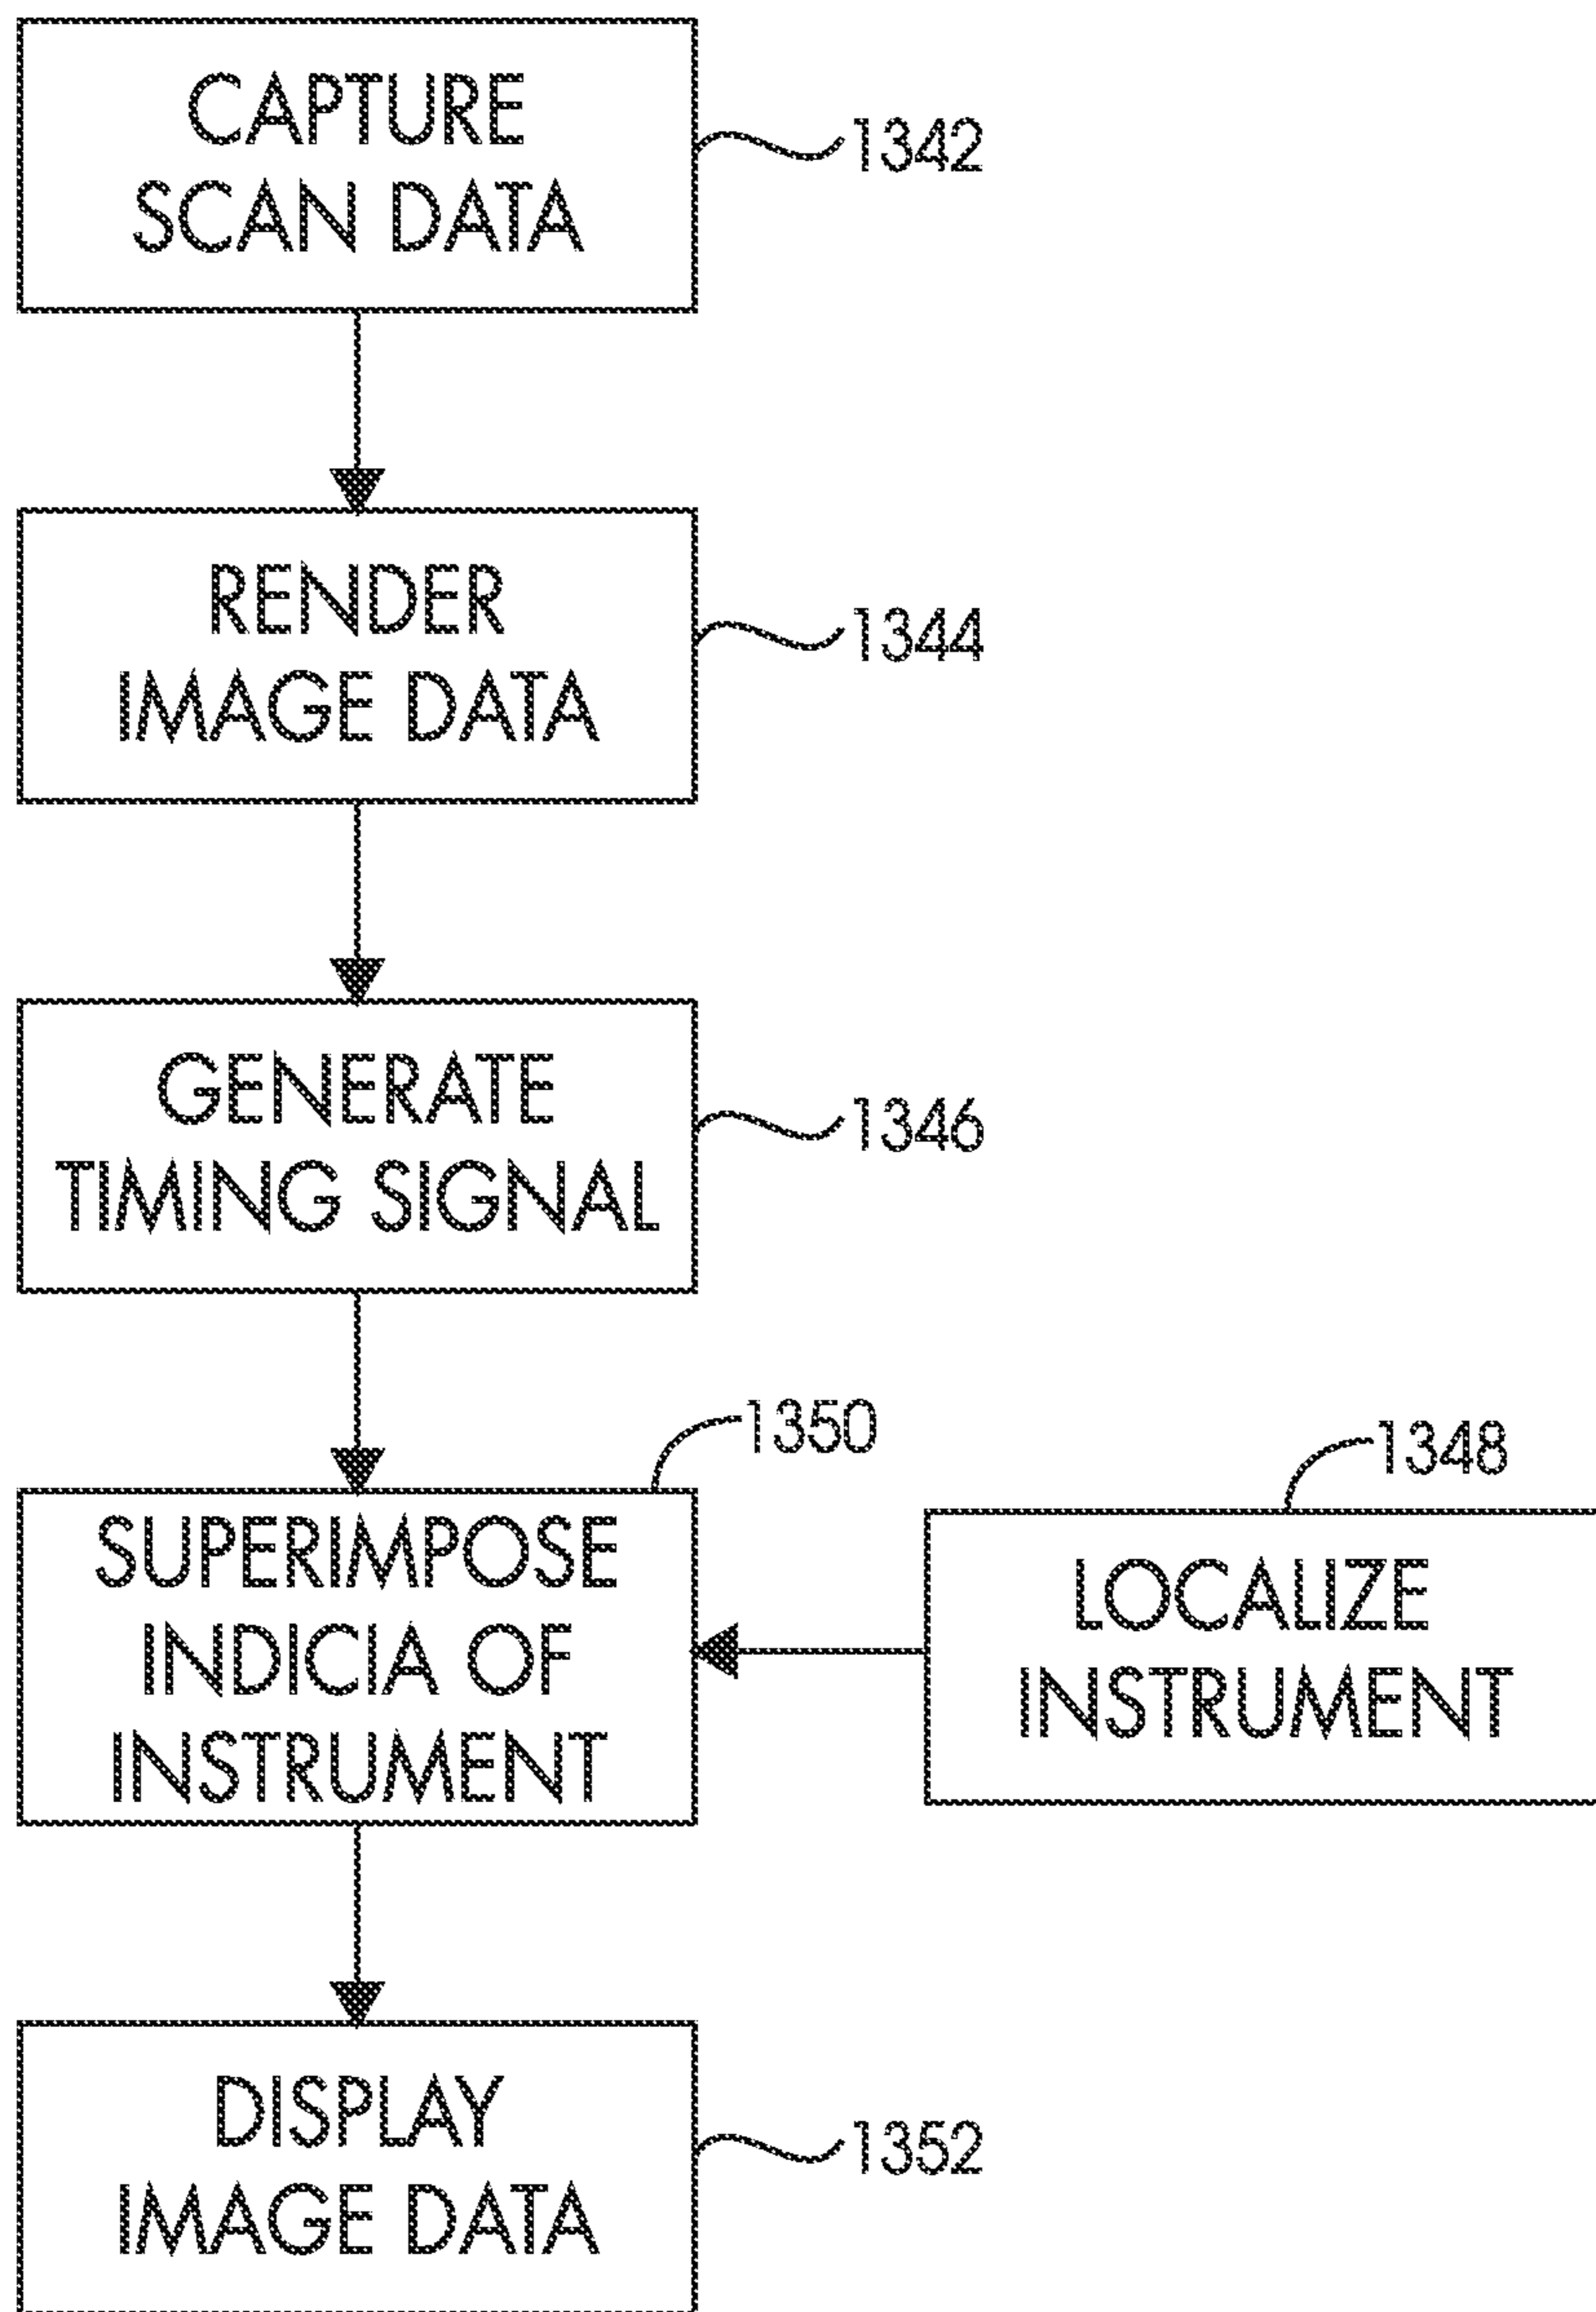 CAPTURE
SCAN DATA
1342
RENDER
IMAGE DATA
1344
GENERATE
TIMING SIGNAL
1346
1350
SUPERIMPOSE
INDICIA OF
INSTRUMENT
1348
LOCALIZE
INSTRUMENT
DISPLAY
IMAGE DATA
1352